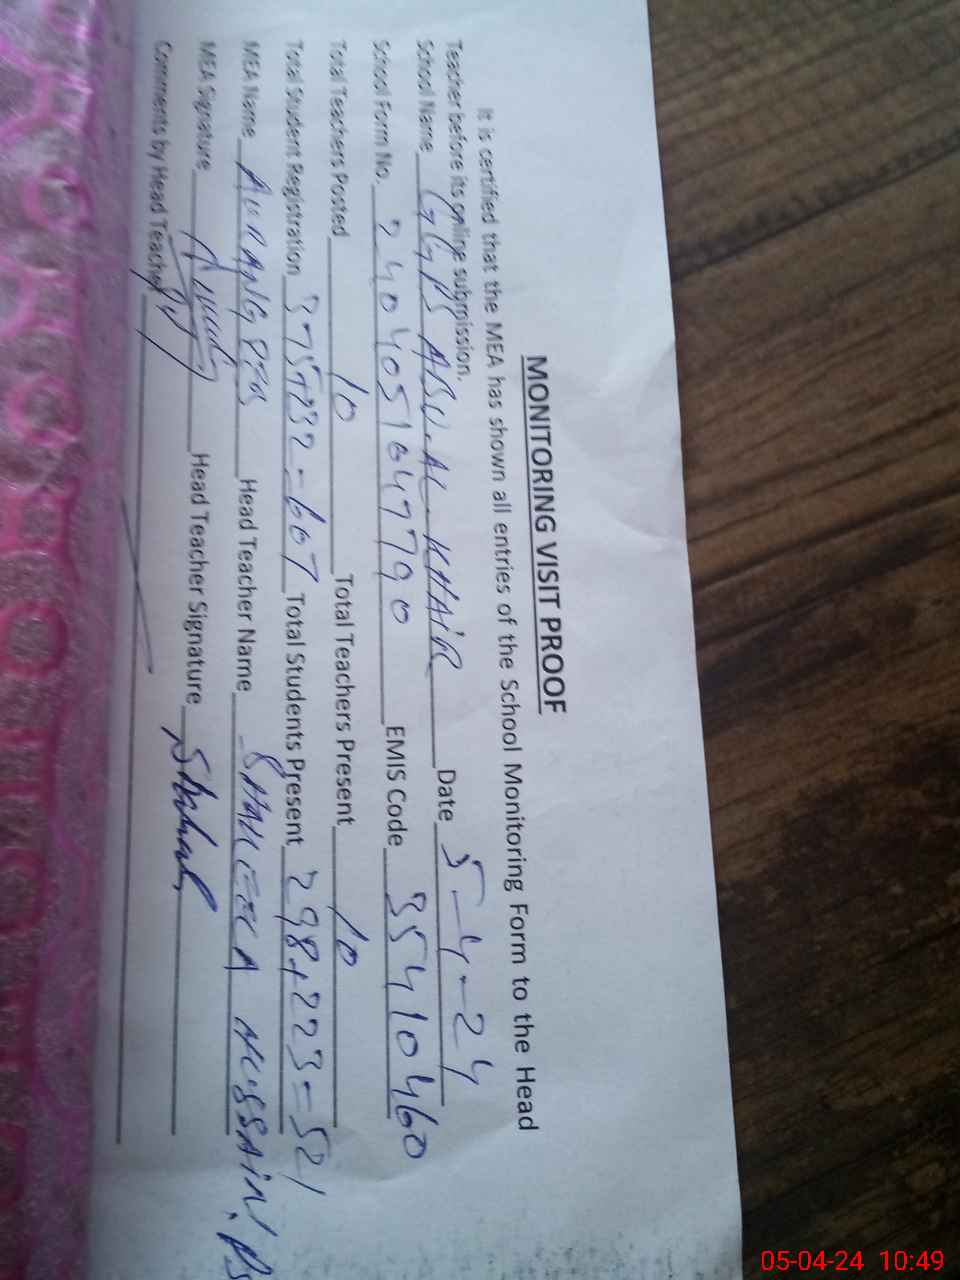 MONITORING VISIT PROOF
It is certified that the MEA has shown all entries of the School Monitoring Form to the Head
Teacher before its online submission.
School Name GGPS ABU-AL-KHAIR Date 5-4-24
School Form No. EMIS Code 35410460
Total Teachers Posted 10 Total Teachers Present 10
Total Student Registration 375+232=607 Total Students Present 298+223=521
MEA Name AURANGZEB Head Teacher Name HUSSAIN
MEA Signature Head Teacher Signature
Comments by Head Teacher
05-04-24 10:49